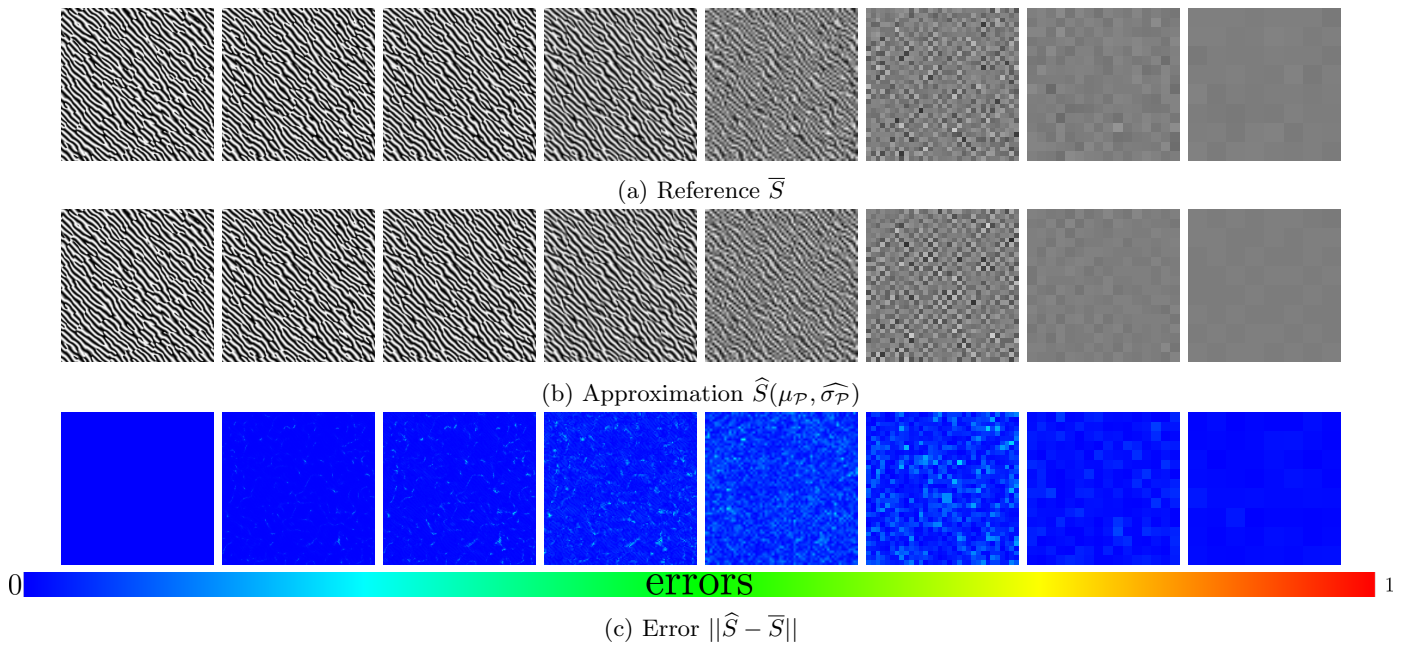 (a) Reference S̅
(b) Approximation Ŝ(μ_𝒫, σ̂_𝒫)
0 errors 1
(c) Error ||Ŝ − S̅||